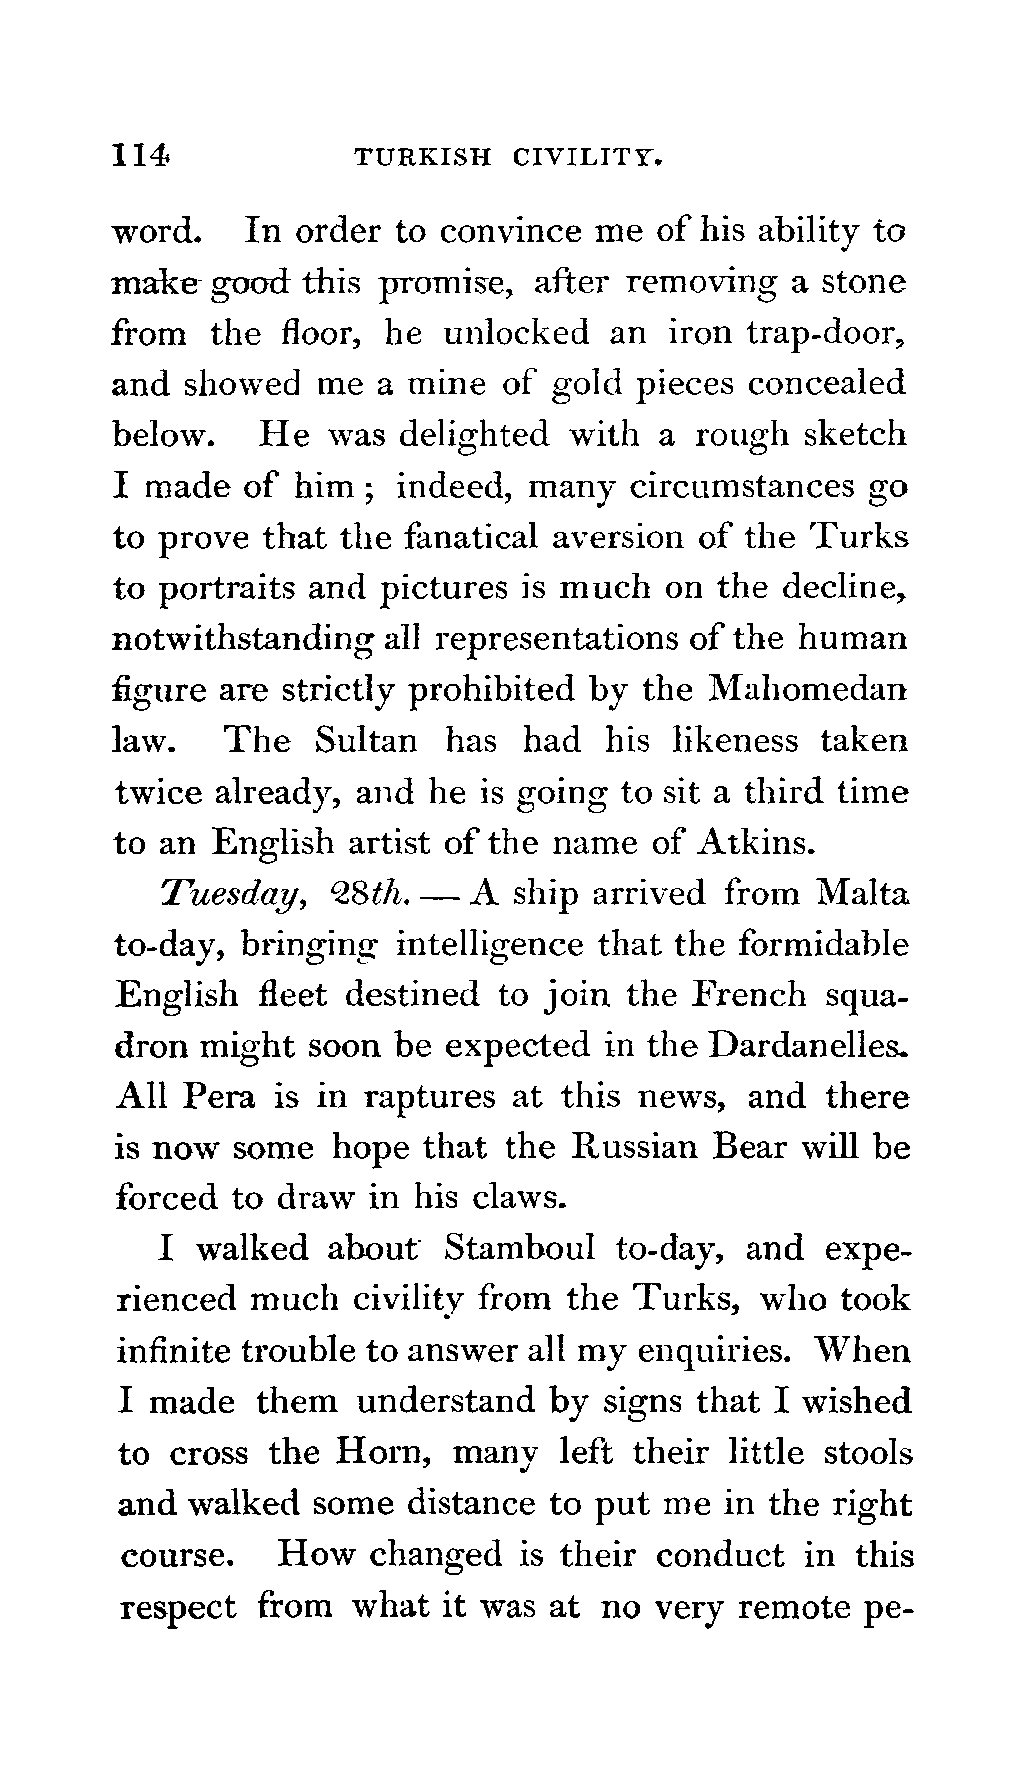 114 TURKISH CIVILITY.
word. In order to convince me of his ability to
make good this promise, after removing a stone
from the floor, he unlocked an iron trap-door,
and showed me a mine of gold pieces concealed
below. He was delighted with a rough sketch
I made of him ; indeed, many circumstances go
to prove that the fanatical aversion of the Turks
to portraits and pictures is much on the decline,
notwithstanding all representations of the human
figure are strictly prohibited by the Mahomedan
law. The Sultan has had his likeness taken
twice already, and he is going to sit a third time
to an English artist of the name of Atkins.
Tuesday, 28th. — A ship arrived from Malta
to-day, bringing intelligence that the formidable
English fleet destined to join the French squa-
dron might soon be expected in the Dardanelles.
All Pera is in raptures at this news, and there
is now some hope that the Russian Bear will be
forced to draw in his claws.
I walked about Stamboul to-day, and expe-
rienced much civility from the Turks, who took
infinite trouble to answer all my enquiries. When
I made them understand by signs that I wished
to cross the Horn, many left their little stools
and walked some distance to put me in the right
course. How changed is their conduct in this
respect from what it was at no very remote pe-